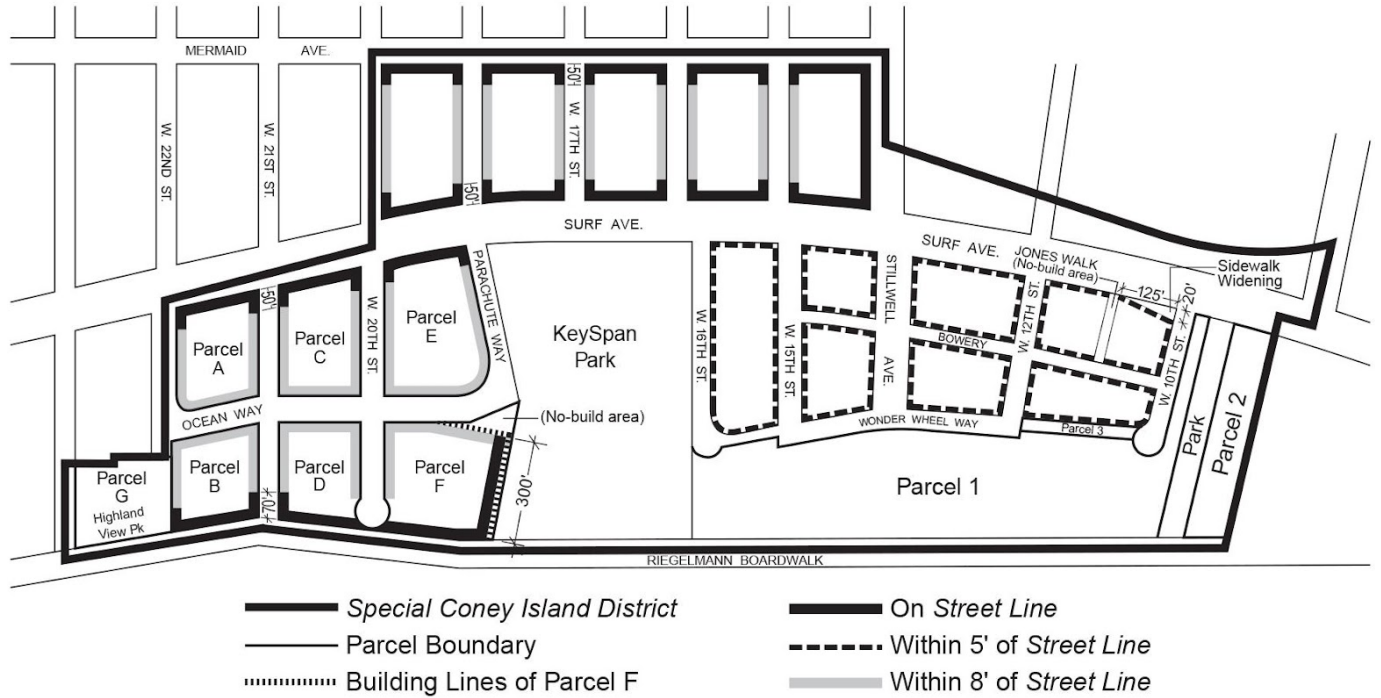 MERMAID AVE.
W. 22ND ST.
W. 21ST ST.
50'
W. 17TH ST.
50'
SURF AVE.
SURF AVE.
JONES WALK
(No-build area)
Sidewalk
Widening
125'
20'
50'
W. 20TH ST.
PARACHUTE WAY
Parcel
E
Parcel
A
Parcel
C
KeySpan
Park
W. 16TH ST.
W. 15TH ST.
STILLWELL
AVE.
BOWERY
W. 12TH ST.
W. 10TH ST.
OCEAN WAY
(No-build area)
WONDER WHEEL WAY
Parcel 3
Park
Parcel 2
Parcel
G
Highland
View Pk
Parcel
B
70'
Parcel
D
Parcel
F
300'
Parcel 1
RIEGELMANN BOARDWALK
Special Coney Island District
On Street Line
Parcel Boundary
Within 5' of Street Line
Building Lines of Parcel F
Within 8' of Street Line